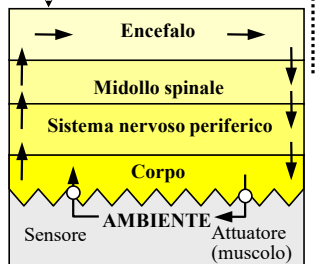 Encefalo
Midollo spinale
Sistema nervoso periferico
Corpo
AMBIENTE
Sensore
Attuatore
(muscolo)